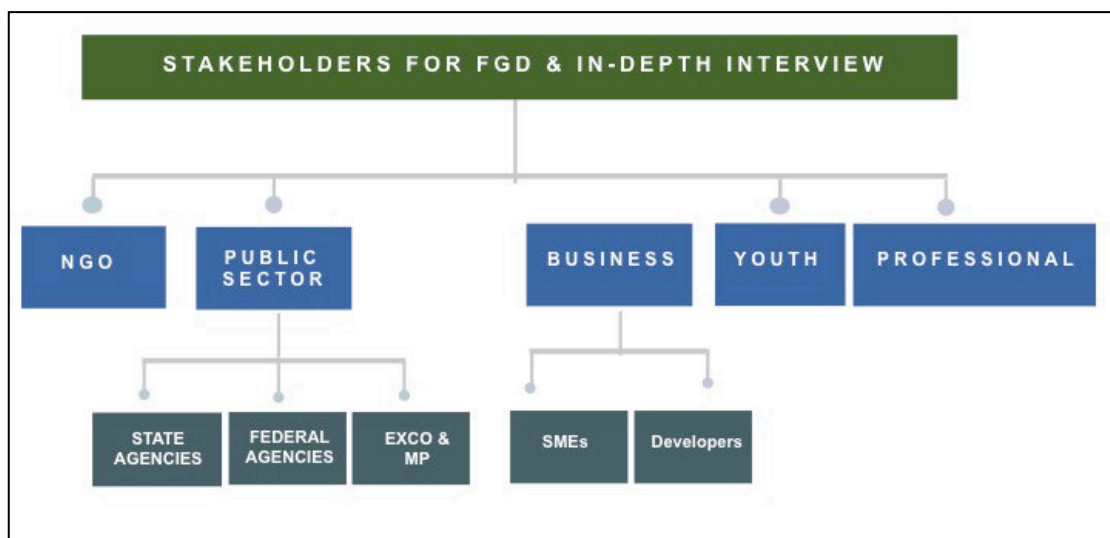 STAKEHOLDERS FOR FGD & IN-DEPTH INTERVIEW
NGO
PUBLIC
SECTOR
BUSINESS
YOUTH
PROFESSIONAL
STATE
AGENCIES
FEDERAL
AGENCIES
EXCO &
MP
SMEs
Developers